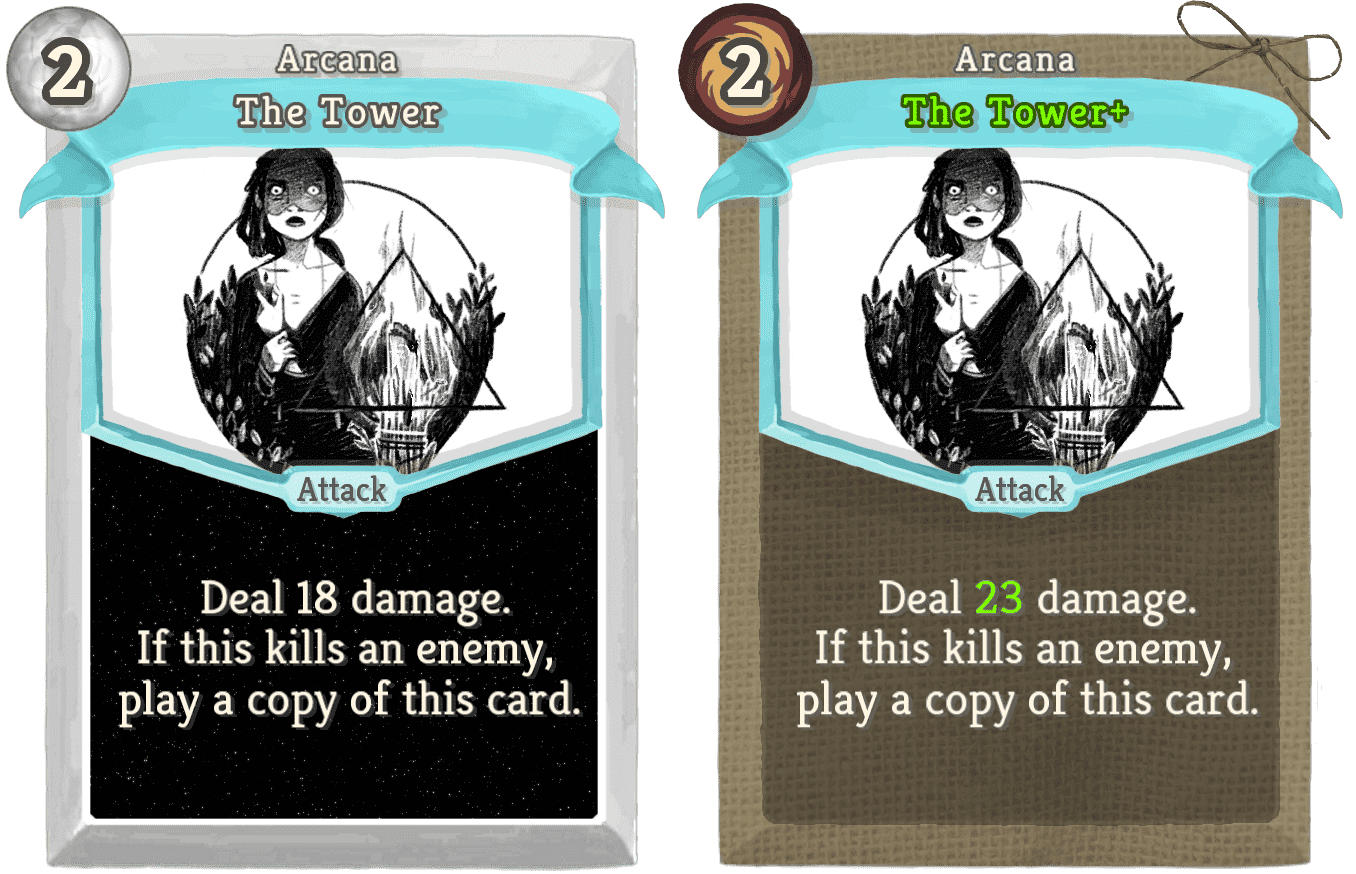 2
Arcana
The Tower
Attack
Deal 18 damage.
If this kills an enemy,
play a copy of this card.
2
Arcana
The Tower+
Attack
Deal 23 damage.
If this kills an enemy,
play a copy of this card.